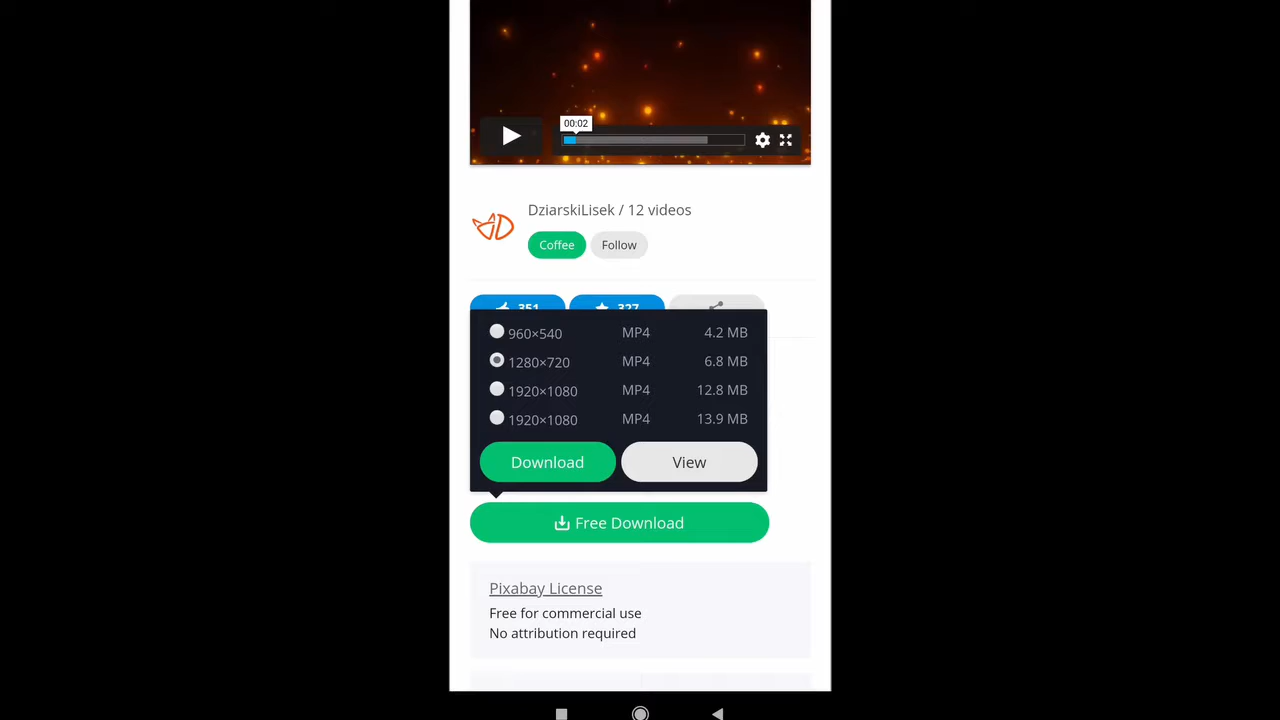 00:02
DziarskiLisek / 12 videos
Coffee Follow
351 327
960×540 MP4 4.2 MB
1280×720 MP4 6.8 MB
1920×1080 MP4 12.8 MB
1920×1080 MP4 13.9 MB
Download View
Free Download
Pixabay License
Free for commercial use
No attribution required